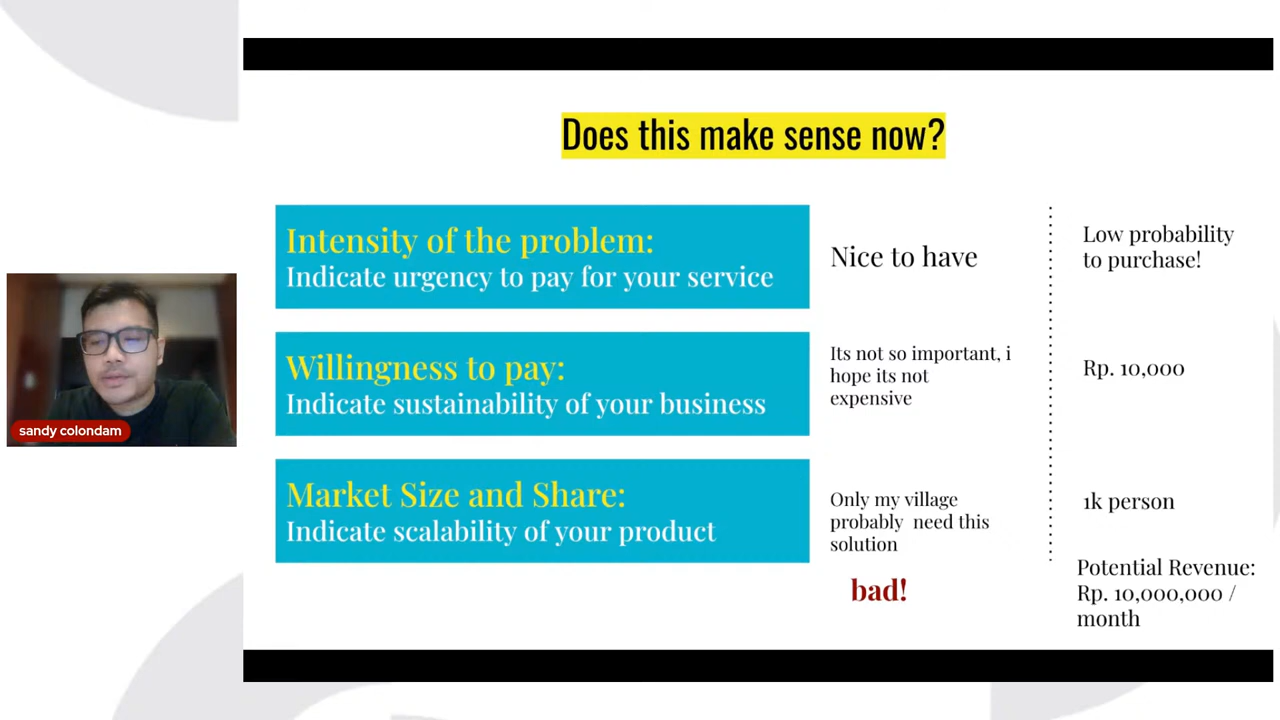 Does this make sense now?
Intensity of the problem:
Indicate urgency to pay for your service
Nice to have
Low probability
to purchase!
Willingness to pay:
Indicate sustainability of your business
Its not so important, i
hope its not
expensive
Rp. 10,000
sandy colondam
Market Size and Share:
Indicate scalability of your product
Only my village
probably need this
solution
1k person
bad!
Potential Revenue:
Rp. 10,000,000 /
month